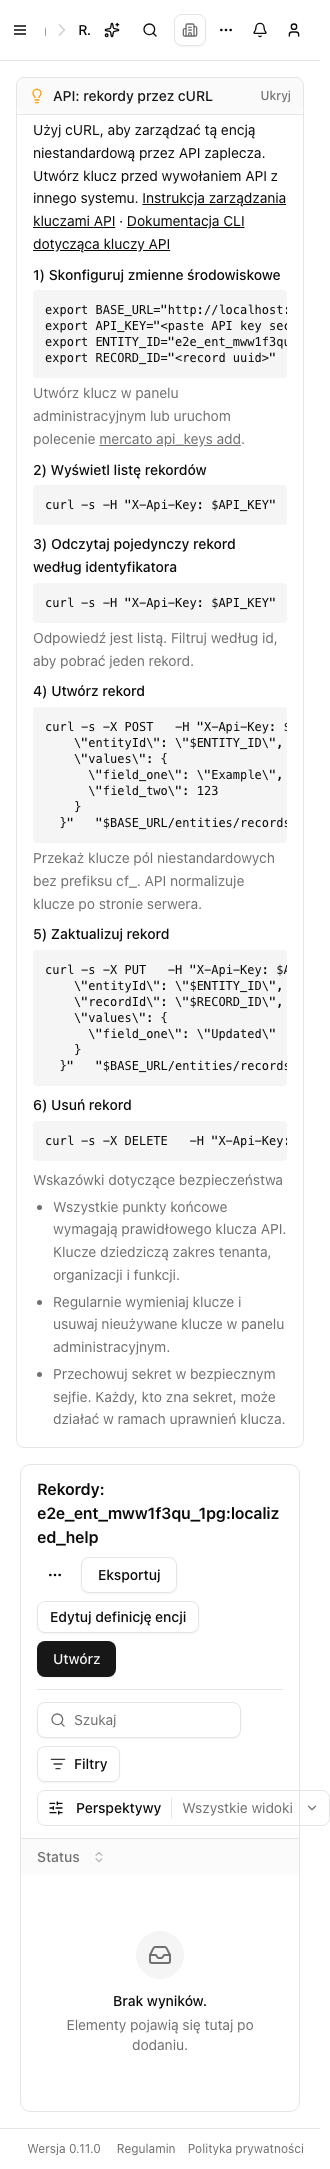 R.
API: rekordy przez cURL
Ukryj
Użyj cURL, aby zarządzać tą encją
niestandardową przez API zaplecza.
Utwórz klucz przed wywołaniem API z
innego systemu. Instrukcja zarządzania
kluczami API · Dokumentacja CLI
dotycząca kluczy API
1) Skonfiguruj zmienne środowiskowe
export BASE_URL="http://localhost:
export API_KEY="<paste API key sec
export ENTITY_ID="e2e_ent_mww1f3qu
export RECORD_ID="<record uuid>"
Utwórz klucz w panelu
administracyjnym lub uruchom
polecenie mercato api_keys add.
2) Wyświetl listę rekordów
curl -s -H "X-Api-Key: $API_KEY"
3) Odczytaj pojedynczy rekord
według identyfikatora
curl -s -H "X-Api-Key: $API_KEY"
Odpowiedź jest listą. Filtruj według id,
aby pobrać jeden rekord.
4) Utwórz rekord
curl -s -X POST   -H "X-Api-Key: $
\"entityId\": \"$ENTITY_ID\",
\"values\": {
\"field_one\": \"Example\",
\"field_two\": 123
}
}"   "$BASE_URL/entities/records
Przekaż klucze pól niestandardowych
bez prefiksu cf_. API normalizuje
klucze po stronie serwera.
5) Zaktualizuj rekord
curl -s -X PUT   -H "X-Api-Key: $A
\"entityId\": \"$ENTITY_ID\",
\"recordId\": \"$RECORD_ID\",
\"values\": {
\"field_one\": \"Updated\"
}
}"   "$BASE_URL/entities/records
6) Usuń rekord
curl -s -X DELETE   -H "X-Api-Key:
Wskazówki dotyczące bezpieczeństwa
• Wszystkie punkty końcowe
wymagają prawidłowego klucza API.
Klucze dziedziczą zakres tenanta,
organizacji i funkcji.
• Regularnie wymieniaj klucze i
usuwaj nieużywane klucze w panelu
administracyjnym.
• Przechowuj sekret w bezpiecznym
sejfie. Każdy, kto zna sekret, może
działać w ramach uprawnień klucza.
Rekordy:
e2e_ent_mww1f3qu_1pg:localiz
ed_help
Eksportuj
Edytuj definicję encji
Utwórz
Szukaj
Filtry
Perspektywy Wszystkie widoki
Status
Brak wyników.
Elementy pojawią się tutaj po
dodaniu.
Wersja 0.11.0 Regulamin Polityka prywatności